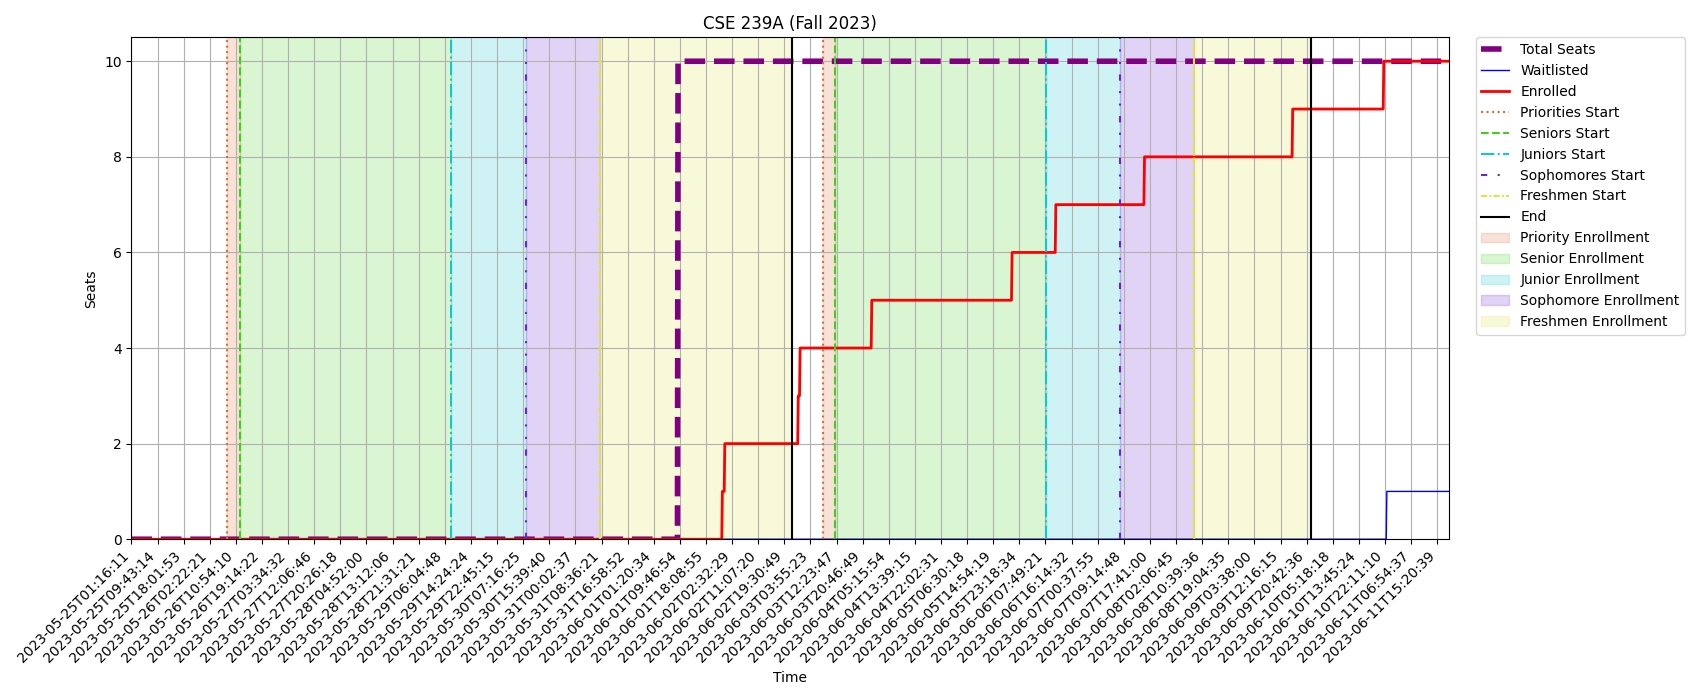 CSE 239A (Fall 2023)
Seats
10
8
6
4
2
0
2023-05-25T01:16:11
2023-05-25T09:43:14
2023-05-25T18:01:53
2023-05-26T02:22:21
2023-05-26T10:54:10
2023-05-26T19:14:22
2023-05-27T03:34:32
2023-05-27T12:06:46
2023-05-27T20:26:18
2023-05-28T04:52:00
2023-05-28T13:12:06
2023-05-28T21:31:21
2023-05-29T06:04:48
2023-05-29T14:24:24
2023-05-29T22:45:15
2023-05-30T07:16:25
2023-05-30T15:39:40
2023-05-31T00:02:37
2023-05-31T08:36:21
2023-05-31T16:58:52
2023-06-01T01:20:34
2023-06-01T09:46:54
2023-06-01T18:08:55
2023-06-02T02:32:29
2023-06-02T11:07:20
2023-06-02T19:30:49
2023-06-03T03:55:23
2023-06-03T12:23:47
2023-06-03T20:46:49
2023-06-04T05:15:54
2023-06-04T13:39:15
2023-06-04T22:02:31
2023-06-05T06:30:18
2023-06-05T14:54:19
2023-06-05T23:18:34
2023-06-06T07:49:21
2023-06-06T16:14:32
2023-06-07T00:37:55
2023-06-07T09:14:48
2023-06-07T17:41:00
2023-06-08T02:06:45
2023-06-08T10:39:36
2023-06-08T19:04:35
2023-06-09T03:38:00
2023-06-09T12:16:15
2023-06-09T20:42:36
2023-06-10T05:18:18
2023-06-10T13:45:24
2023-06-10T22:11:10
2023-06-11T06:54:37
2023-06-11T15:20:39
Time
Total Seats
Waitlisted
Enrolled
Priorities Start
Seniors Start
Juniors Start
Sophomores Start
Freshmen Start
End
Priority Enrollment
Senior Enrollment
Junior Enrollment
Sophomore Enrollment
Freshmen Enrollment